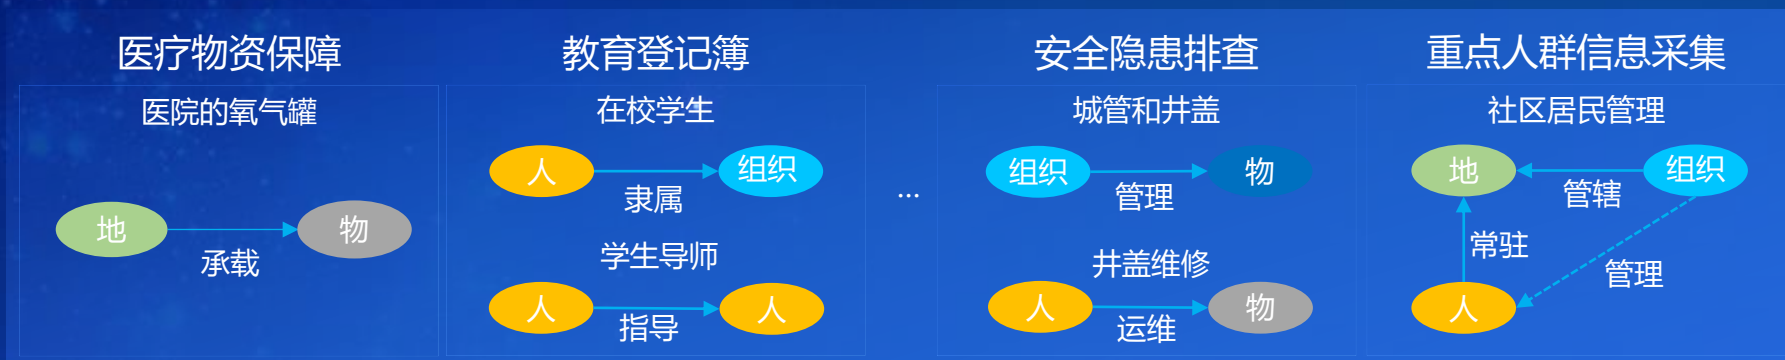 医疗物资保障
医院的氧气罐
地
物
承载
教育登记簿
在校学生
人
组织
隶属
学生导师
人
人
指导
...
安全隐患排查
城管和井盖
组织
物
管理
井盖维修
人
物
运维
重点人群信息采集
社区居民管理
地
组织
管辖
常驻
管理
人